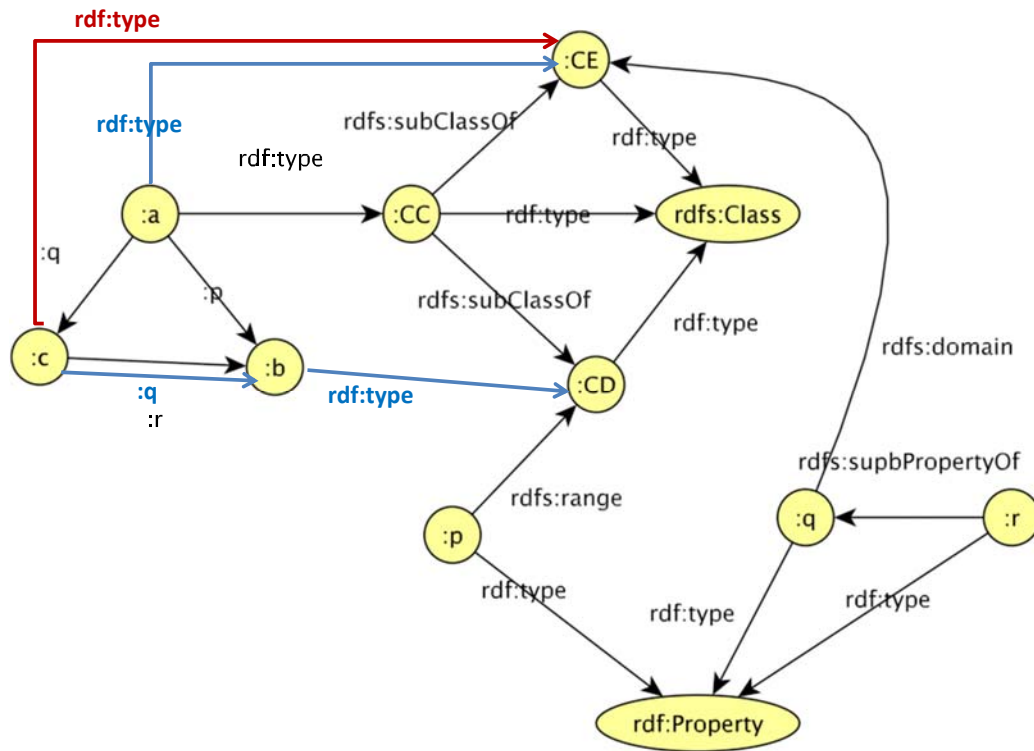 rdf:type
:CE
rdf:type
rdfs:subClassOf
rdf:type
rdf:type
:a
:CC
rdf:type
rdfs:Class
:q
:p
rdfs:subClassOf
rdf:type
rdfs:domain
:c
:b
:q
rdf:type
:CD
:r
rdfs:supbPropertyOf
rdfs:range
:p
:q
:r
rdf:type
rdf:type
rdf:type
rdf:Property